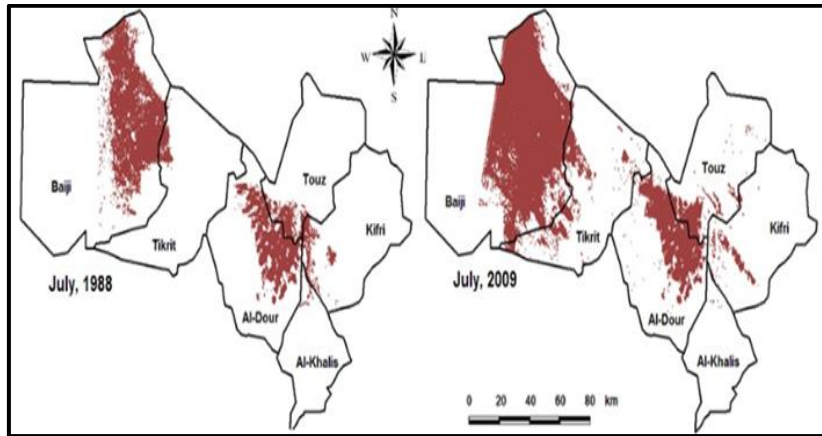 N
W L
S
Baiji
Tikrit
Touz
Kifri
Al-Dour
Al-Khalis
July, 1988
Baiji
Tikrit
Touz
Kifri
Al-Dour
Al-Khalis
July, 2009
0 20 40 60 80 km